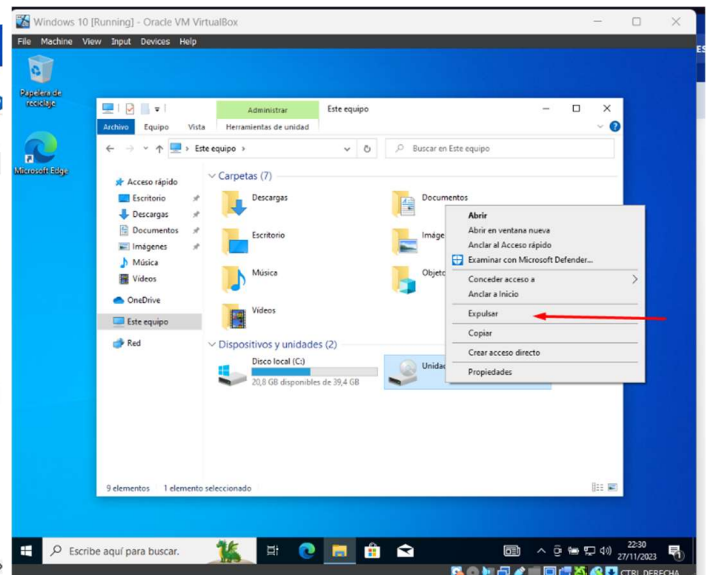 Windows 10 [Running] - Oracle VM VirtualBox
File Machine View Input Devices Help
Papelera de
reciclaje
Microsoft Edge
Administrar Este equipo
Archivo Equipo Vista Herramientas de unidad
Este equipo
Buscar en Este equipo
Acceso rápido
Escritorio
Descargas
Documentos
Imágenes
Música
Vídeos
OneDrive
Este equipo
Red
Carpetas (7)
Descargas
Documentos
Escritorio
Música
Vídeos
Dispositivos y unidades (2)
Disco local (C:)
20,8 GB disponibles de 39,4 GB
Abrir
Abrir en ventana nueva
Anclar al Acceso rápido
Examinar con Microsoft Defender...
Conceder acceso a
Anclar a Inicio
Expulsar
Copiar
Crear acceso directo
Propiedades
9 elementos 1 elemento seleccionado
Escribe aquí para buscar.
22:30
27/11/2023
CTRL DERECHA